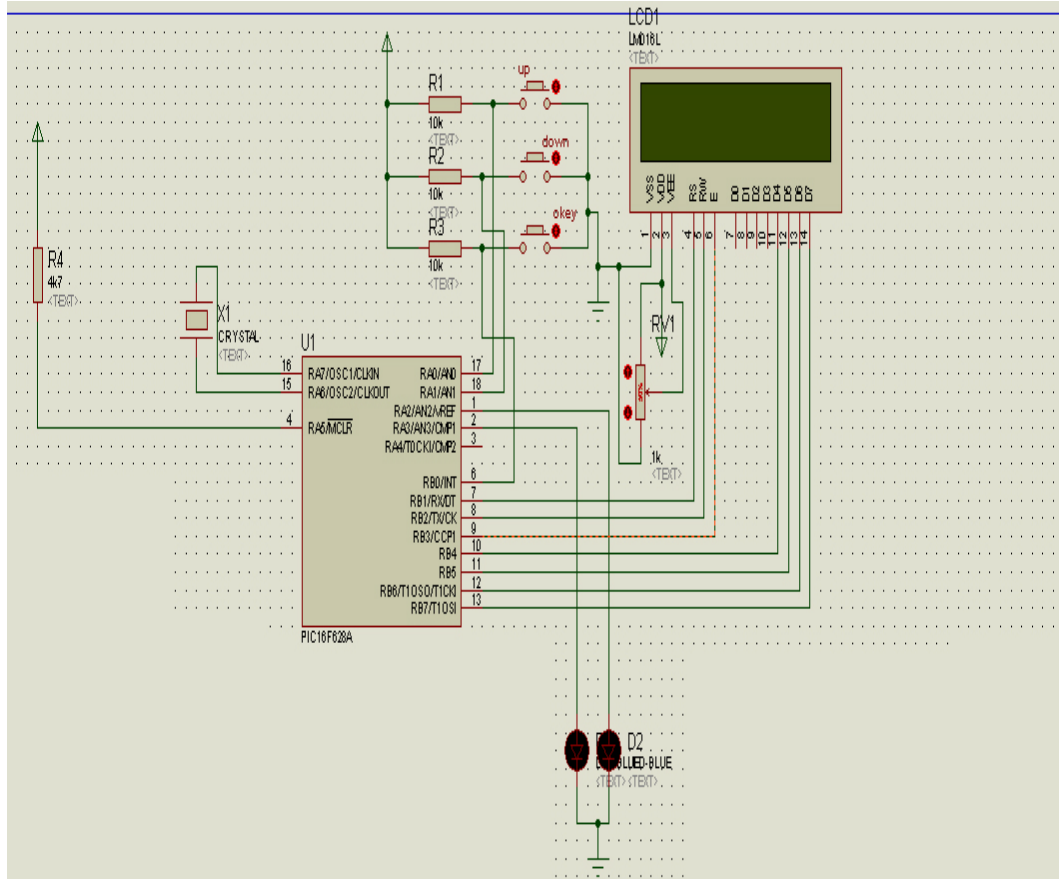 LCD1
LM016L
<TEXT>
up
R1
10k
<TEXT>
down
R2
10k
<TEXT>
okey
R3
10k
<TEXT>
VSS
VDD
VEE
RS
RW
E
D0
D1
D2
D3
D4
D5
D6
D7
1
2
3
4
5
6
7
8
9
10
11
12
13
14
R4
4k7
<TEXT>
X1
CRYSTAL
<TEXT>
RV1
1k
<TEXT>
U1
16 RA7/OSC1/CLKIN
15 RA6/OSC2/CLKOUT
4 RA5/MCLR
RA0/AN0 17
RA1/AN1 18
RA2/AN2/VREF 1
RA3/AN3/CMP1 2
RA4/T0CKI/CMP2 3
RB0/INT 6
RB1/RX/DT 7
RB2/TX/CK 8
RB3/CCP1 9
RB4 10
RB5 11
RB6/T1OSO/T1CKI 12
RB7/T1OSI 13
PIC16F628A
D2
LED-BLUE
<TEXT> <TEXT>